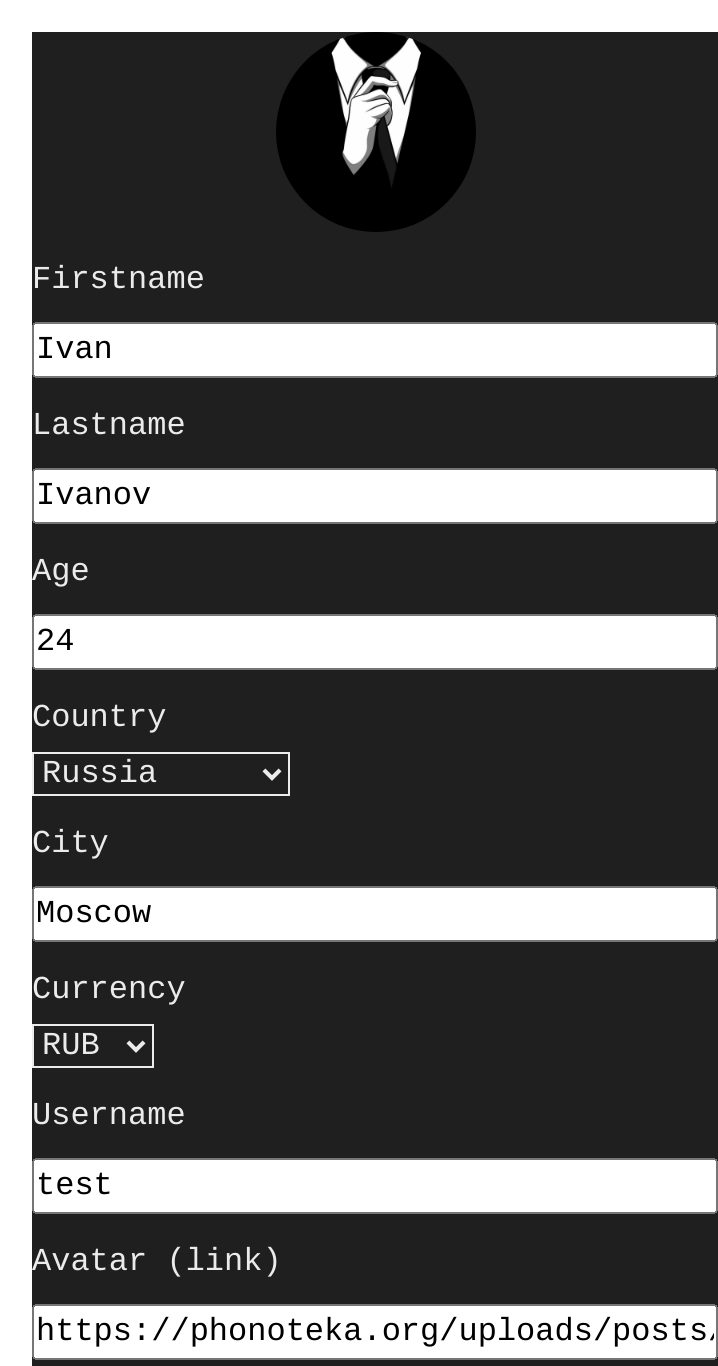 Firstname
Ivan
Lastname
Ivanov
Age
24
Country
Russia
City
Moscow
Currency
RUB
Username
test
Avatar (link)
https://phonoteka.org/uploads/posts/